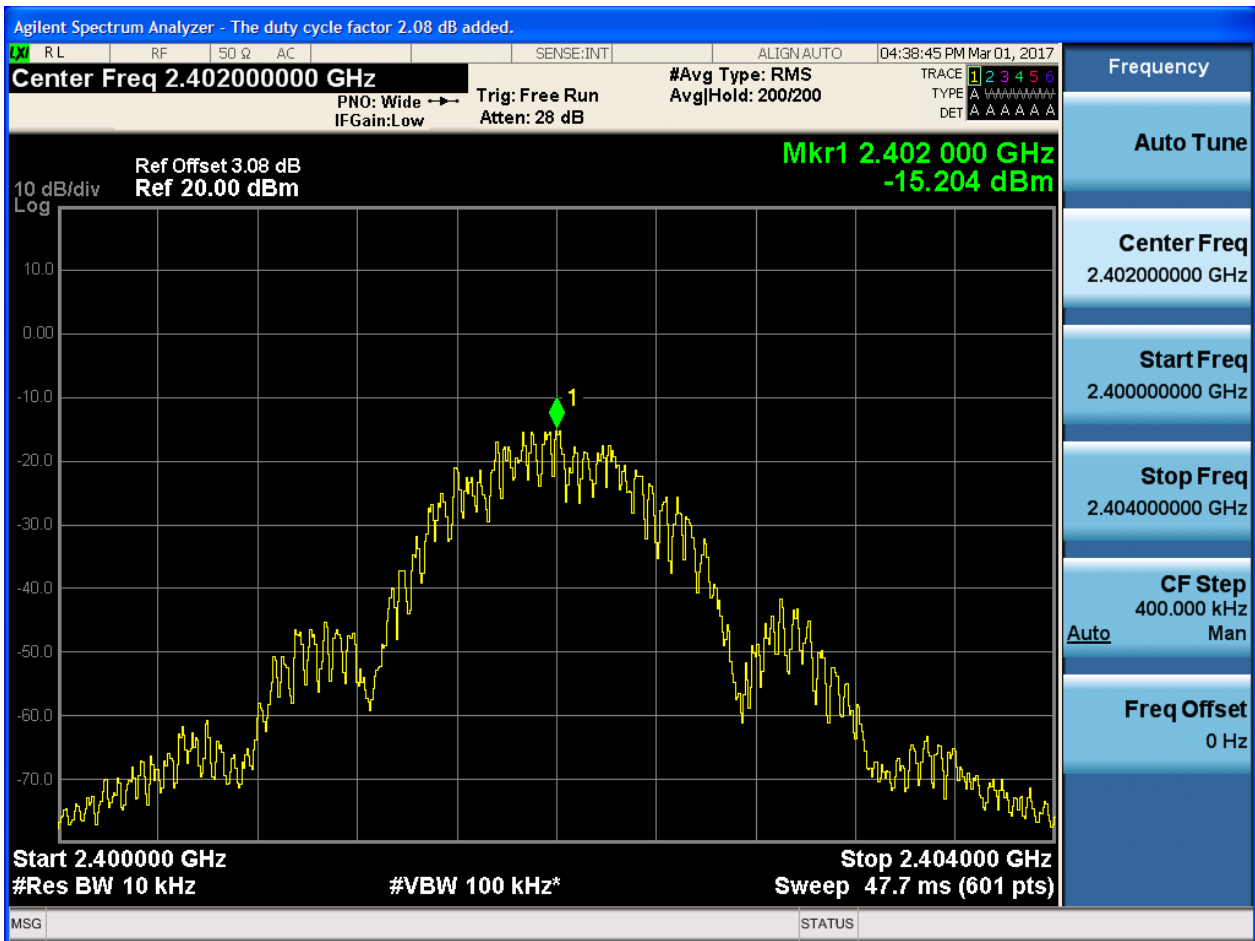 Agilent Spectrum Analyzer - The duty cycle factor 2.08 dB added.
LXI RL RF 50 Ω AC SENSE:INT ALIGN AUTO 04:38:45 PM Mar 01, 2017
Center Freq 2.402000000 GHz
PNO: Wide
IFGain:Low
Trig: Free Run
Atten: 28 dB
#Avg Type: RMS
Avg|Hold: 200/200
TRACE 1 2 3 4 5 6
TYPE A WWWWW
DET A A A A A A
Ref Offset 3.08 dB
10 dB/div Ref 20.00 dBm
Log
Mkr1 2.402 000 GHz
-15.204 dBm
10.0
0.00
-10.0
-20.0
-30.0
-40.0
-50.0
-60.0
-70.0
1
Start 2.400000 GHz
Stop 2.404000 GHz
#Res BW 10 kHz
#VBW 100 kHz*
Sweep 47.7 ms (601 pts)
MSG
STATUS
Frequency
Auto Tune
Center Freq
2.402000000 GHz
Start Freq
2.400000000 GHz
Stop Freq
2.404000000 GHz
CF Step
400.000 kHz
Auto Man
Freq Offset
0 Hz